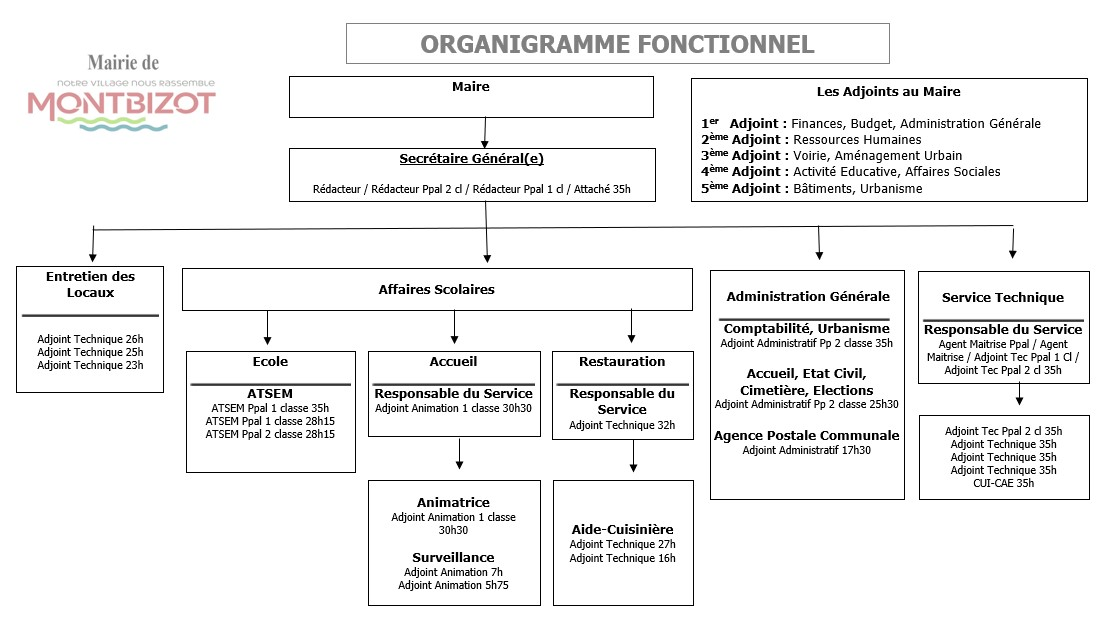 ORGANIGRAMME FONCTIONNEL
Mairie de
NOTRE VILLAGE NOUS RASSEMBLE
MONTBIZOT
Maire
Secrétaire Général(e)
Rédacteur / Rédacteur Ppal 2 cl / Rédacteur Ppal 1 cl / Attaché 35h
Les Adjoints au Maire
1er Adjoint : Finances, Budget, Administration Générale
2ème Adjoint : Ressources Humaines
3ème Adjoint : Voirie, Aménagement Urbain
4ème Adjoint : Activité Educative, Affaires Sociales
5ème Adjoint : Bâtiments, Urbanisme
Entretien des
Locaux
Adjoint Technique 26h
Adjoint Technique 25h
Adjoint Technique 23h
Affaires Scolaires
Ecole
ATSEM
ATSEM Ppal 1 classe 35h
ATSEM Ppal 1 classe 28h15
ATSEM Ppal 2 classe 28h15
Accueil
Responsable du Service
Adjoint Animation 1 classe 30h30
Animatrice
Adjoint Animation 1 classe
30h30
Surveillance
Adjoint Animation 7h
Adjoint Animation 5h75
Restauration
Responsable du
Service
Adjoint Technique 32h
Aide-Cuisinière
Adjoint Technique 27h
Adjoint Technique 16h
Administration Générale
Comptabilité, Urbanisme
Adjoint Administratif Pp 2 classe 35h
Accueil, Etat Civil,
Cimetière, Elections
Adjoint Administratif Pp 2 classe 25h30
Agence Postale Communale
Adjoint Administratif 17h30
Service Technique
Responsable du Service
Agent Maitrise Ppal / Agent
Maitrise / Adjoint Tec Ppal 1 Cl /
Adjoint Tec Ppal 2 cl 35h
Adjoint Tec Ppal 2 cl 35h
Adjoint Technique 35h
Adjoint Technique 35h
Adjoint Technique 35h
CUI-CAE 35h